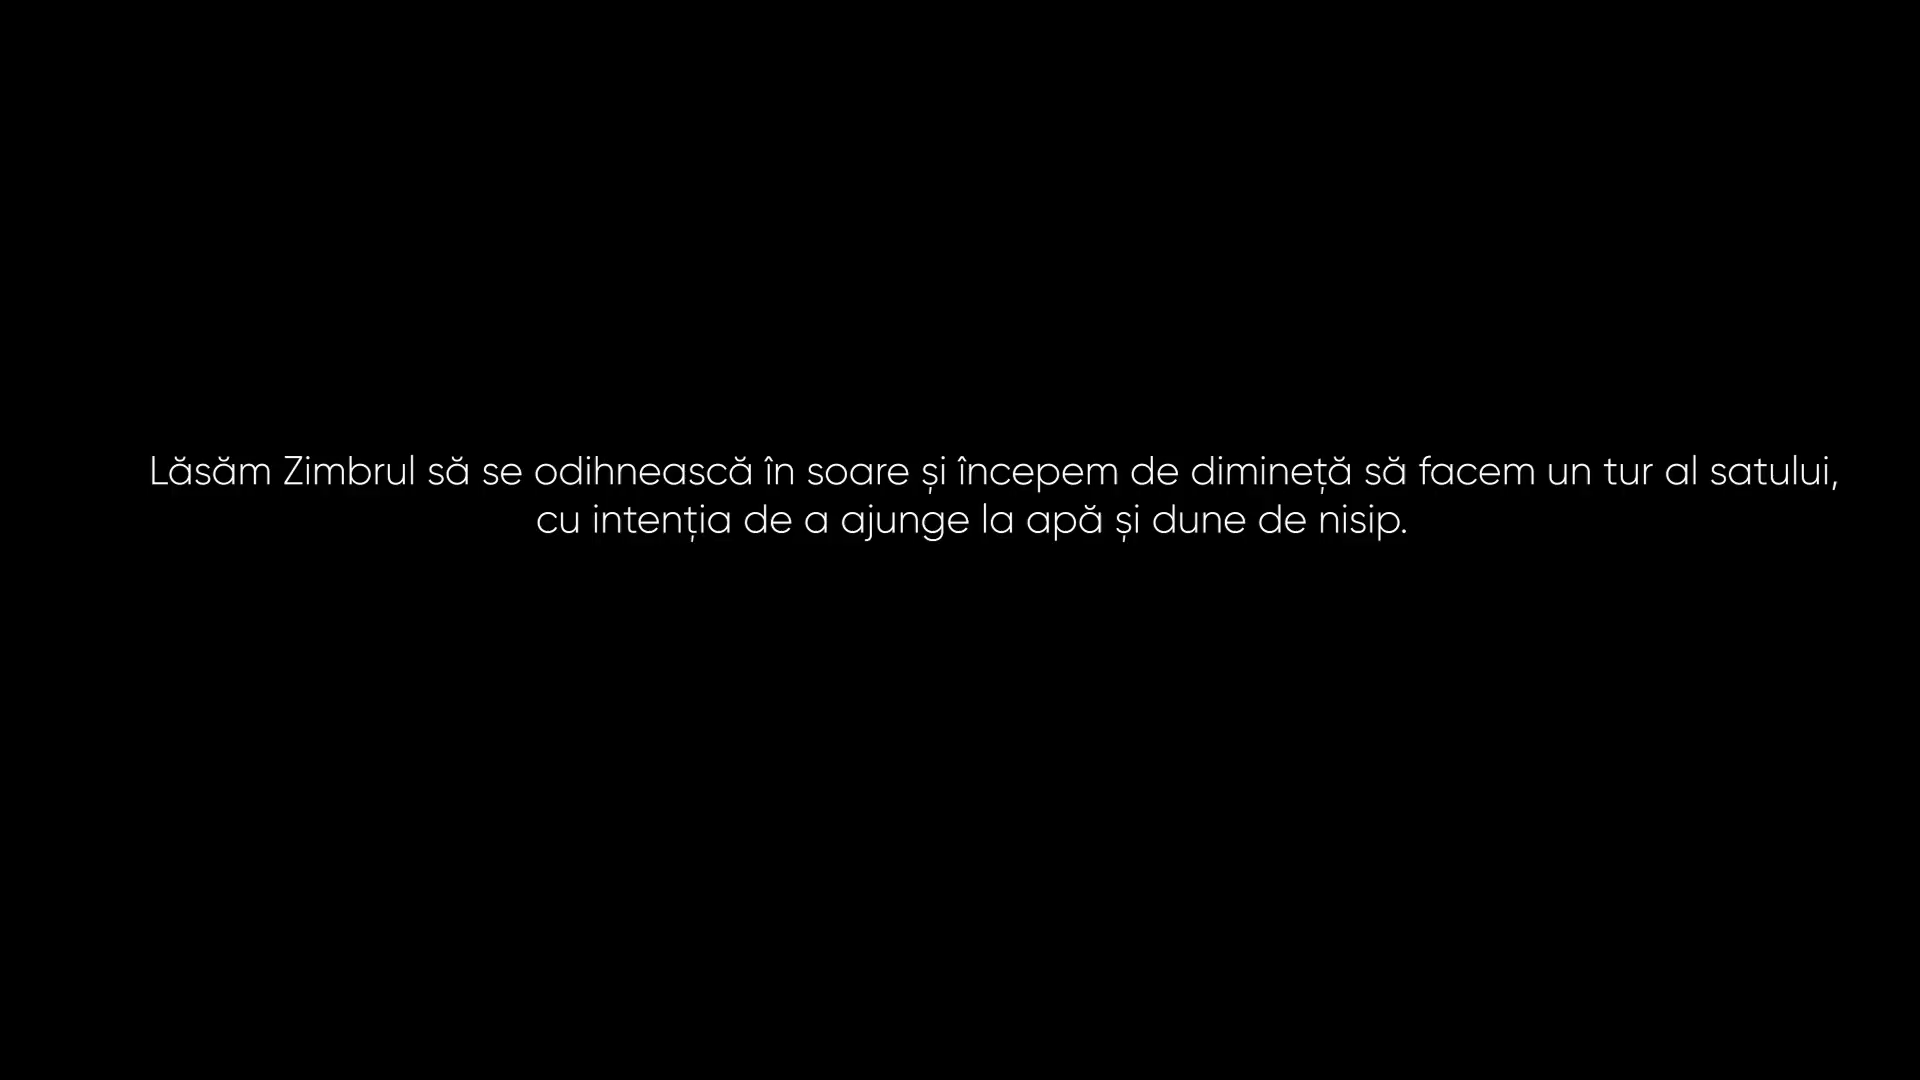 Lăsăm Zimbrul să se odihnească în soare și începem de dimineță să facem un tur al satului,
cu intenția de a ajunge la apă și dune de nisip.